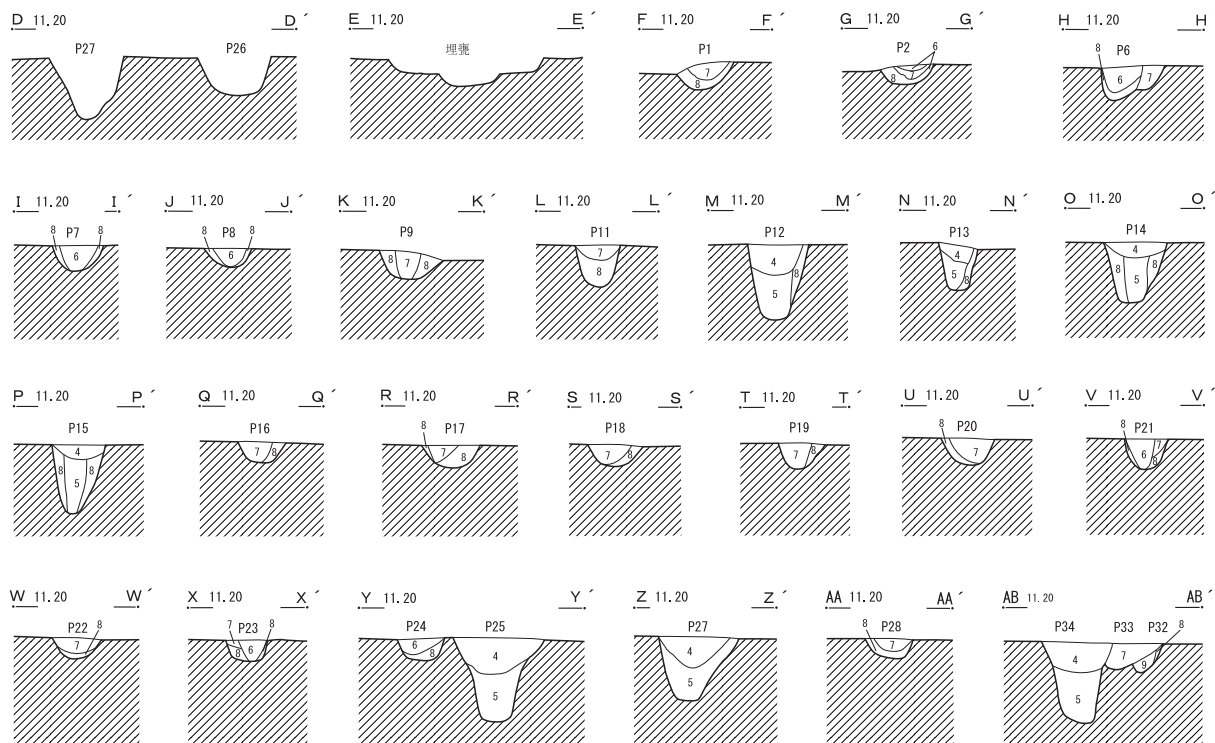 D 11.20 D´ E 11.20 E´ F 11.20 F´ G 11.20 G´ H 11.20 H
P27 P26 埋甕 P1 P2 6 8 P6
7 8 8 7 6 7
I 11.20 I´ J 11.20 J´ K 11.20 K´ L 11.20 L´ M 11.20 M´ N 11.20 N´ O 11.20 O´
8 P7 8 8 P8 8 P9 P11 P12 P13 P14
6 6 8 7 8 7 8 4 5 8 4 5 8 4 8 5 8
P 11.20 P´ Q 11.20 Q´ R 11.20 R´ S 11.20 S´ T 11.20 T´ U 11.20 U´ V 11.20 V´
P15 P16 8 P17 P18 P19 8 P20 8 P21
4 8 5 8 7 8 7 8 7 8 7 8 7 6 7 8
W 11.20 W´ X 11.20 X´ Y 11.20 Y´ Z 11.20 Z´ AA 11.20 AA´ AB 11.20 AB´
P22 8 7 P23 8 P24 P25 P27 8 P28 P34 P33 P32 8
7 8 6 6 8 4 5 4 5 7 4 5 7 9